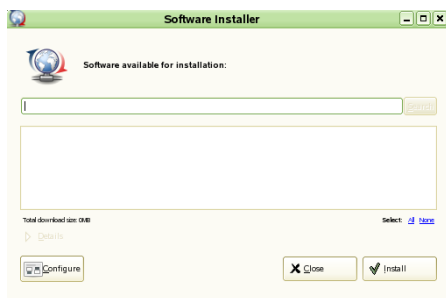 Software Installer
Software available for installation:
Search
Total download size: 0MB
Select: All None
Details
Configure
Close
Install